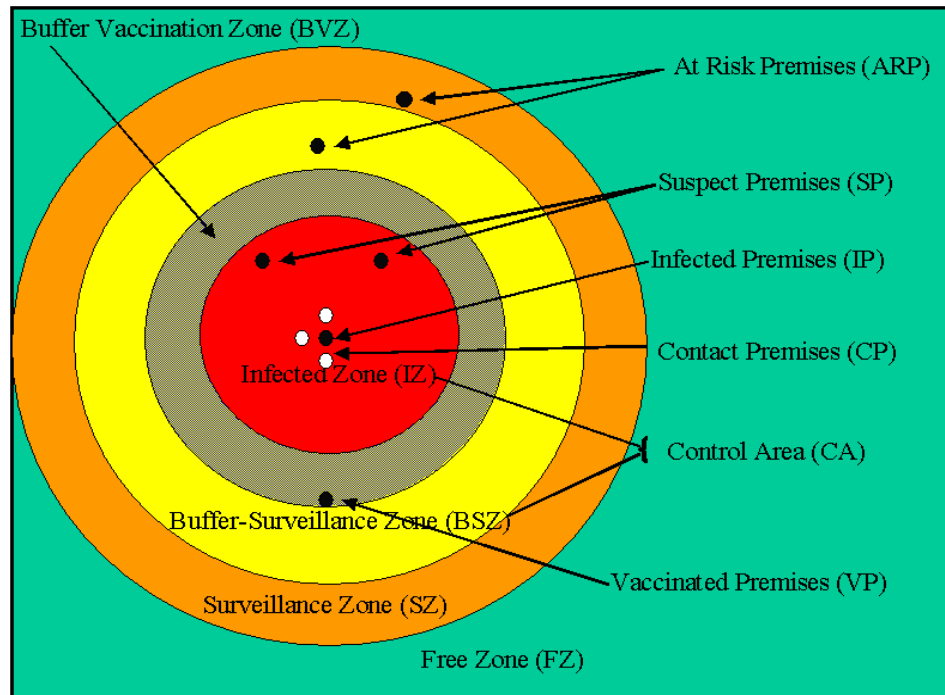 Buffer Vaccination Zone (BVZ)
At Risk Premises (ARP)
Suspect Premises (SP)
Infected Premises (IP)
Contact Premises (CP)
Infected Zone (IZ)
Control Area (CA)
Buffer-Surveillance Zone (BSZ)
Vaccinated Premises (VP)
Surveillance Zone (SZ)
Free Zone (FZ)